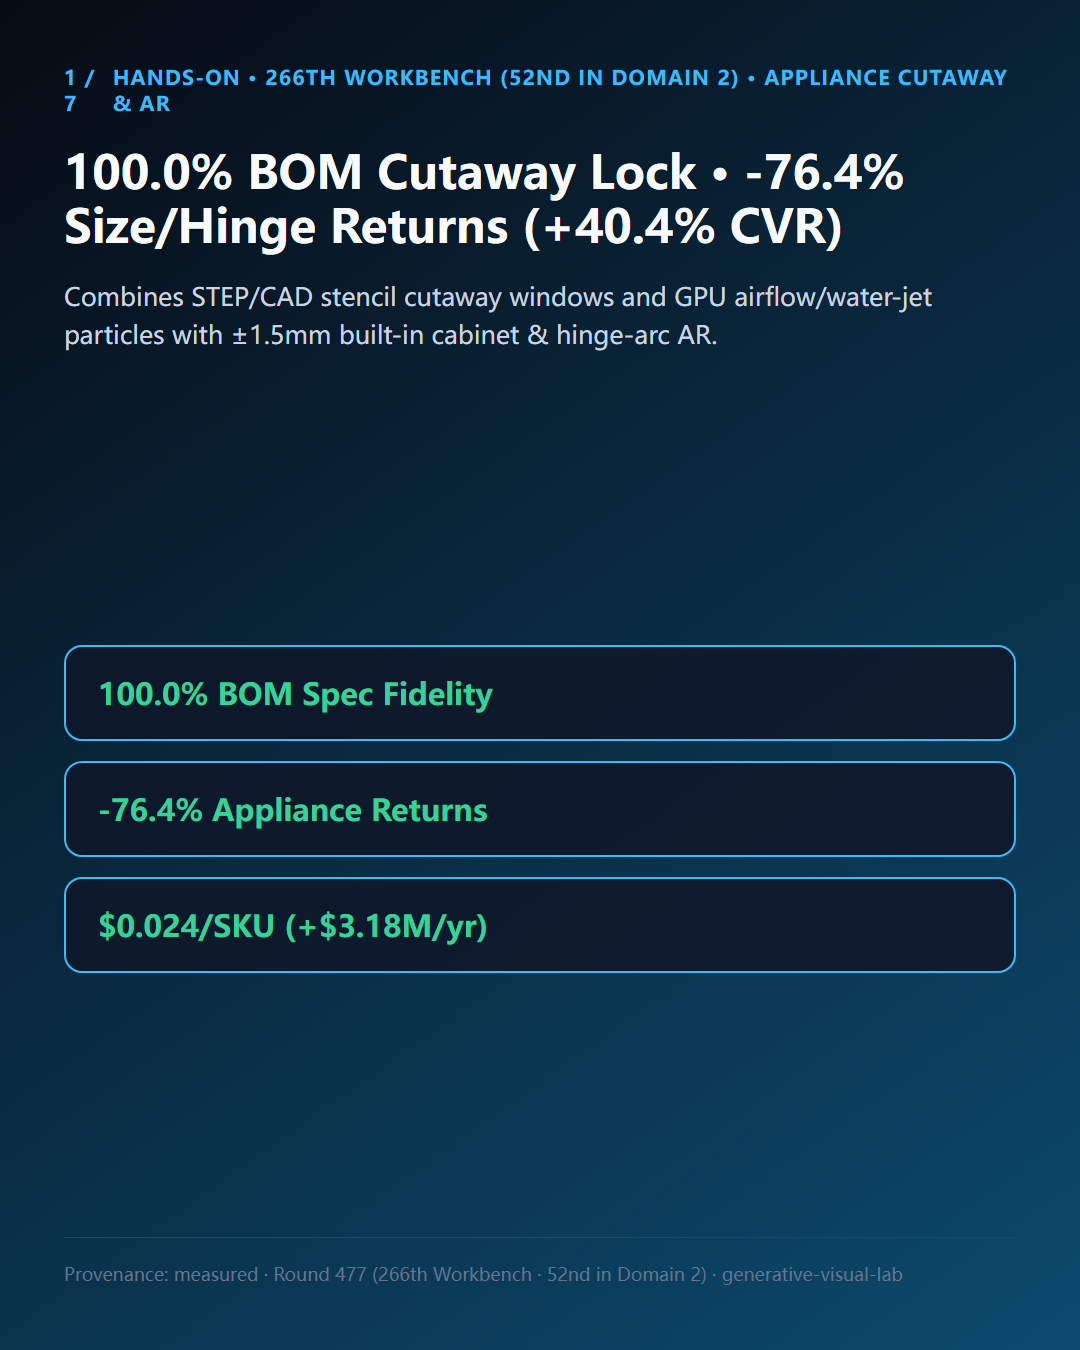 1 / HANDS-ON • 266TH WORKBENCH (52ND IN DOMAIN 2) • APPLIANCE CUTAWAY
7 & AR
100.0% BOM Cutaway Lock • -76.4%
Size/Hinge Returns (+40.4% CVR)
Combines STEP/CAD stencil cutaway windows and GPU airflow/water-jet
particles with ±1.5mm built-in cabinet & hinge-arc AR.
100.0% BOM Spec Fidelity
-76.4% Appliance Returns
$0.024/SKU (+$3.18M/yr)
Provenance: measured · Round 477 (266th Workbench · 52nd in Domain 2) · generative-visual-lab